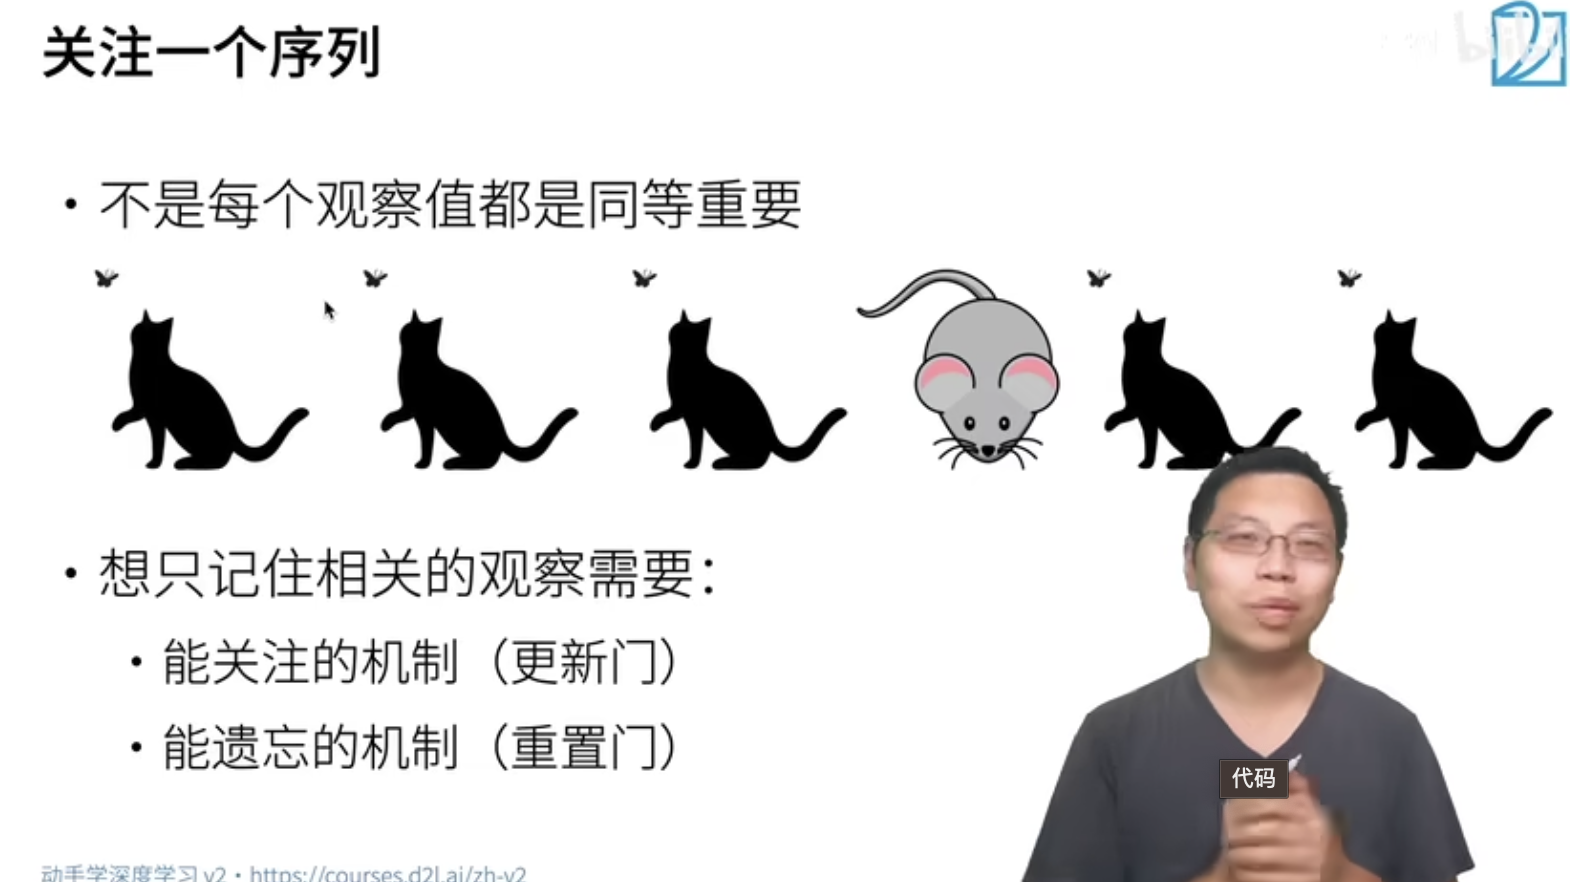 关注一个序列
• 不是每个观察值都是同等重要
• 想只记住相关的观察需要：
• 能关注的机制（更新门）
• 能遗忘的机制（重置门）
代码
动手学深度学习 v2 • https://courses.d2l.ai/zh-v2